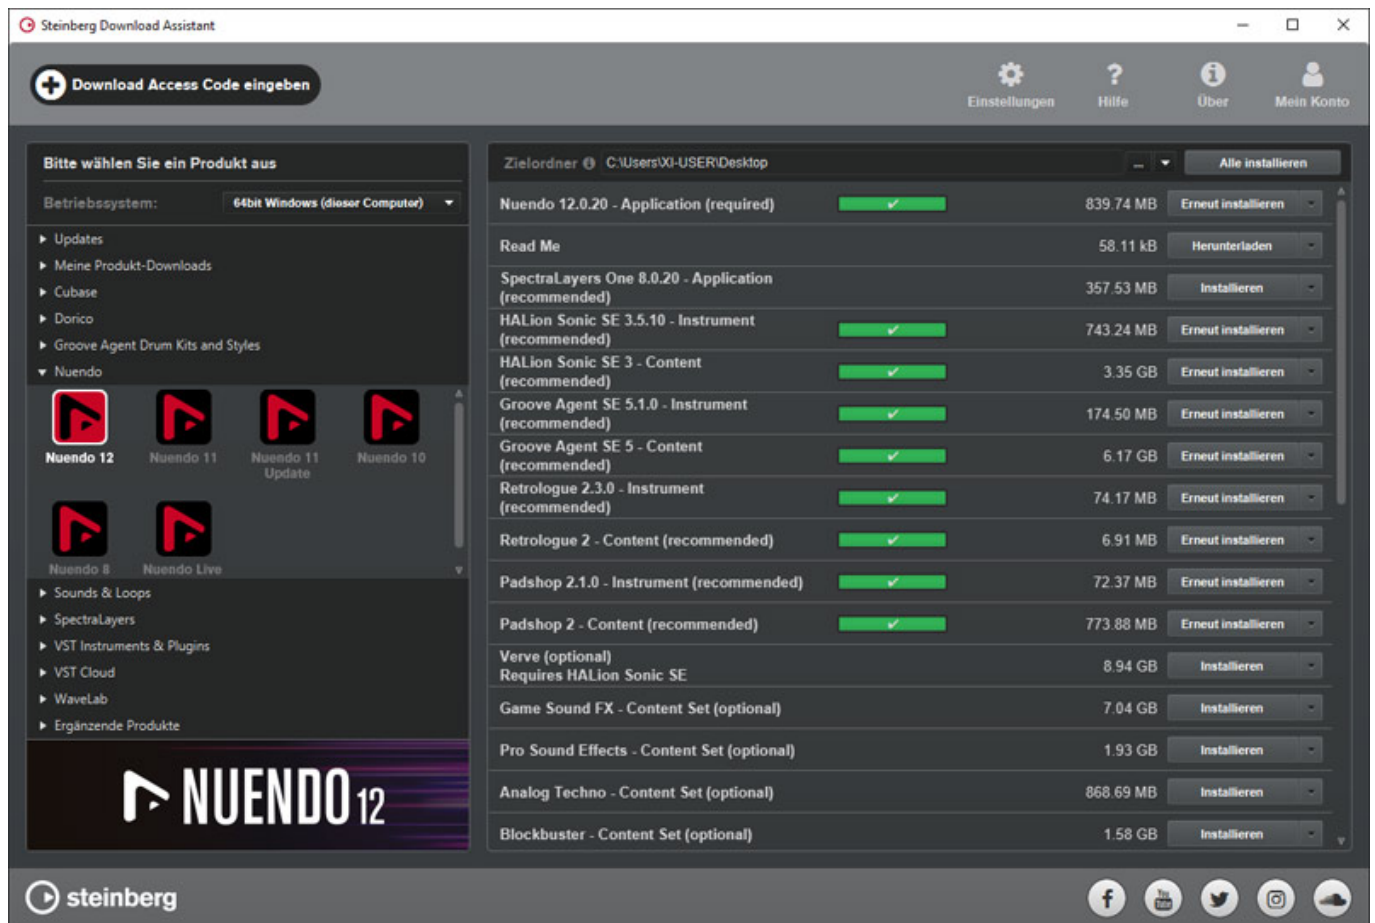 Steinberg Download Assistant
Download Access Code eingeben
Einstellungen
Hilfe
Über
Mein Konto
Bitte wählen Sie ein Produkt aus
Betriebssystem:
64bit Windows (dieser Computer)
Updates
Meine Produkt-Downloads
Cubase
Dorico
Groove Agent Drum Kits and Styles
Nuendo
Nuendo 12
Nuendo 11
Nuendo 11
Update
Nuendo 10
Nuendo 8
Nuendo Live
Sounds & Loops
SpectraLayers
VST Instruments & Plugins
VST Cloud
WaveLab
Ergänzende Produkte
NUENDO 12
Zielordner
C:\Users\XI-USER\Desktop
...
Alle installieren
Nuendo 12.0.20 - Application (required)
839.74 MB
Erneut installieren
Read Me
58.11 kB
Herunterladen
SpectraLayers One 8.0.20 - Application
(recommended)
357.53 MB
Installieren
HALion Sonic SE 3.5.10 - Instrument
(recommended)
743.24 MB
Erneut installieren
HALion Sonic SE 3 - Content
(recommended)
3.35 GB
Erneut installieren
Groove Agent SE 5.1.0 - Instrument
(recommended)
174.50 MB
Erneut installieren
Groove Agent SE 5 - Content
(recommended)
6.17 GB
Erneut installieren
Retrologue 2.3.0 - Instrument
(recommended)
74.17 MB
Erneut installieren
Retrologue 2 - Content (recommended)
6.91 MB
Erneut installieren
Padshop 2.1.0 - Instrument (recommended)
72.37 MB
Erneut installieren
Padshop 2 - Content (recommended)
773.88 MB
Erneut installieren
Verve (optional)
Requires HALion Sonic SE
8.94 GB
Installieren
Game Sound FX - Content Set (optional)
7.04 GB
Installieren
Pro Sound Effects - Content Set (optional)
1.93 GB
Installieren
Analog Techno - Content Set (optional)
868.69 MB
Installieren
Blockbuster - Content Set (optional)
1.58 GB
Installieren
steinberg
You
Tube